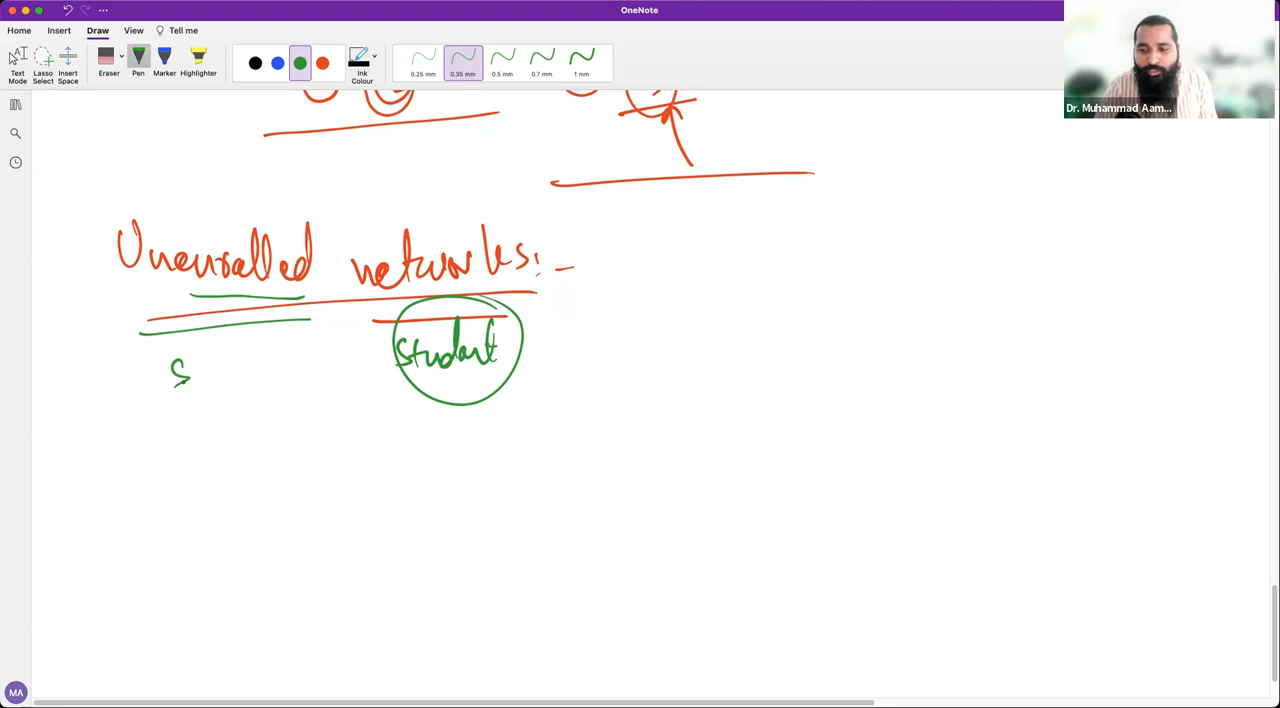 OneNote
Home Insert Draw View Tell me
Text Mode Lasso Select Insert Space Eraser Pen Marker Highlighter Ink Colour 0.25 mm 0.35 mm 0.5 mm 0.7 mm 1 mm
Dr. Muhammad Aam...
Unenrolled networks:-
Student
S
MA